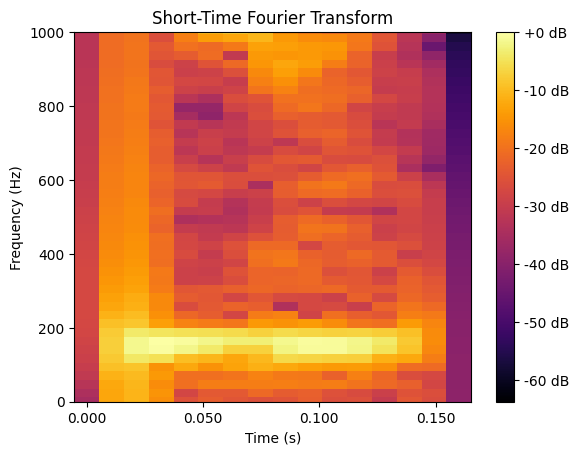 Short-Time Fourier Transform
1000
800
600
400
200
0
Frequency (Hz)
0.000
0.050
0.100
0.150
Time (s)
+0 dB
-10 dB
-20 dB
-30 dB
-40 dB
-50 dB
-60 dB